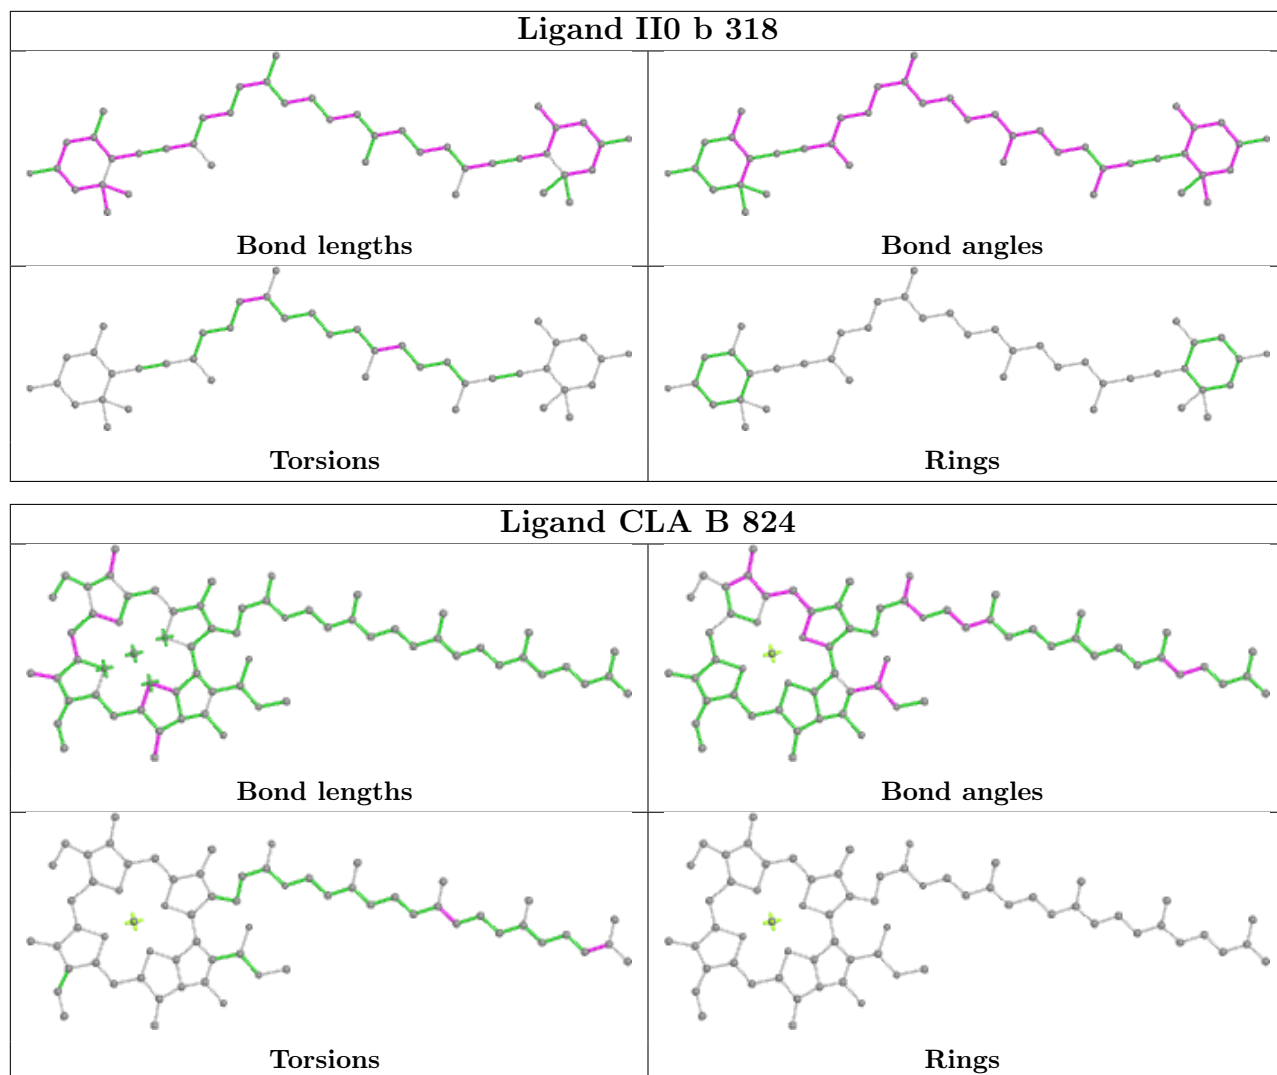 Ligand II0 b 318
Bond lengths
Bond angles
Torsions
Rings
Ligand CLA B 824
Bond lengths
Bond angles
Torsions
Rings